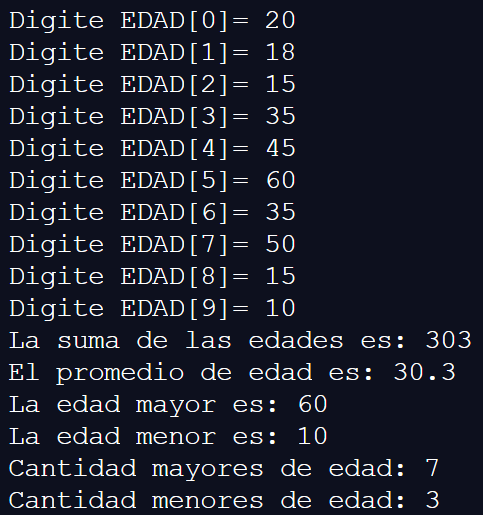 Digite EDAD[0]= 20
Digite EDAD[1]= 18
Digite EDAD[2]= 15
Digite EDAD[3]= 35
Digite EDAD[4]= 45
Digite EDAD[5]= 60
Digite EDAD[6]= 35
Digite EDAD[7]= 50
Digite EDAD[8]= 15
Digite EDAD[9]= 10
La suma de las edades es: 303
El promedio de edad es: 30.3
La edad mayor es: 60
La edad menor es: 10
Cantidad mayores de edad: 7
Cantidad menores de edad: 3